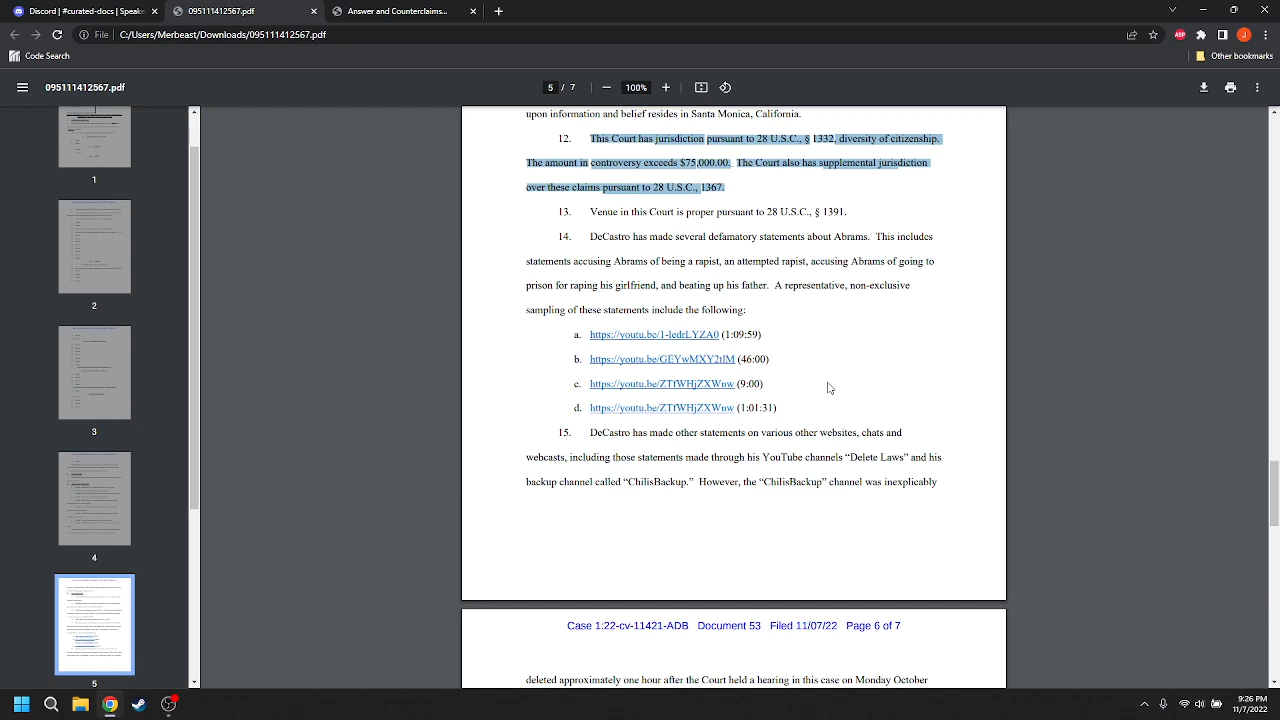 Discord | #curated-docs | Speake
095111412567.pdf
Answer and Counterclaims...
File C:/Users/Merbeast/Downloads/095111412567.pdf
ABP
J
Code Search
Other bookmarks
095111412567.pdf
5 / 7
100%
upon information and belief resides in Santa Monica, California.
12. This Court has jurisdiction pursuant to 28 U.S.C., § 1332, diversity of citizenship.
The amount in controversy exceeds $75,000.00. The Court also has supplemental jurisdiction
over these claims pursuant to 28 U.S.C., 1367.
13. Venue in this Court is proper pursuant to 28 U.S.C., § 1391.
14. DeCastro has made several defamatory statements about Abrams. This includes
statements accusing Abrams of being a rapist, an attempted rapist, accusing Abrams of going to
prison for raping his girlfriend, and beating up his father. A representative, non-exclusive
sampling of these statements include the following:
a. https://youtu.be/1-ledrLYZA0 (1:09:59)
b. https://youtu.be/GEYwMXY2tlM (46:00)
c. https://youtu.be/ZTfWHjZXWnw (9:00)
d. https://youtu.be/ZTfWHjZXWnw (1:01:31)
15. DeCastro has made other statements on various other websites, chats and
webcasts, including those statements made through his YouTube channels “Delete Laws” and his
backup channel called “ChilisBackup.” However, the “ChilisBackup” channel was inexplicably
Case 1:22-cv-11421-ADB Document 53 Filed 11/07/22 Page 6 of 7
deleted approximately one hour after the Court held a hearing in this case on Monday October
1
2
3
4
5
9:26 PM
11/7/2022